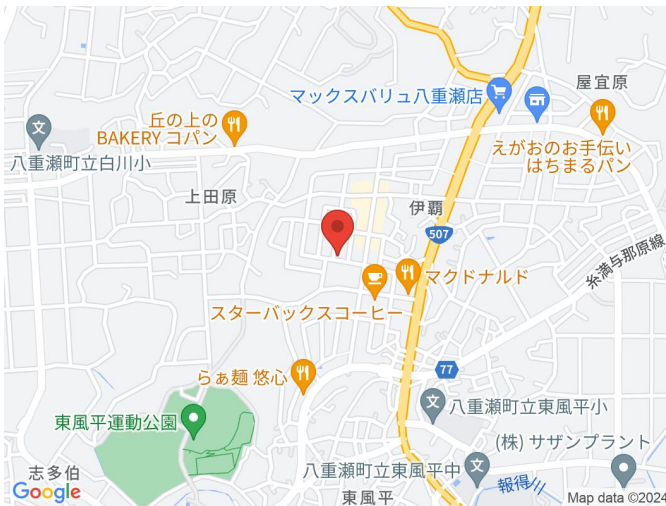 屋宜原
マックスバリュ八重瀬店
丘の上の
BAKERY コパン
えがおのお手伝い
はちまるパン
八重瀬町立白川小
上田原
伊覇
507
糸満与那原線
マクドナルド
スターバックスコーヒー
らぁ麺 悠心
77
八重瀬町立東風平小
東風平運動公園
(株) サザンプラント
志多伯
八重瀬町立東風平中
報得川
東風平
Google
Map data ©2024
文
文
文